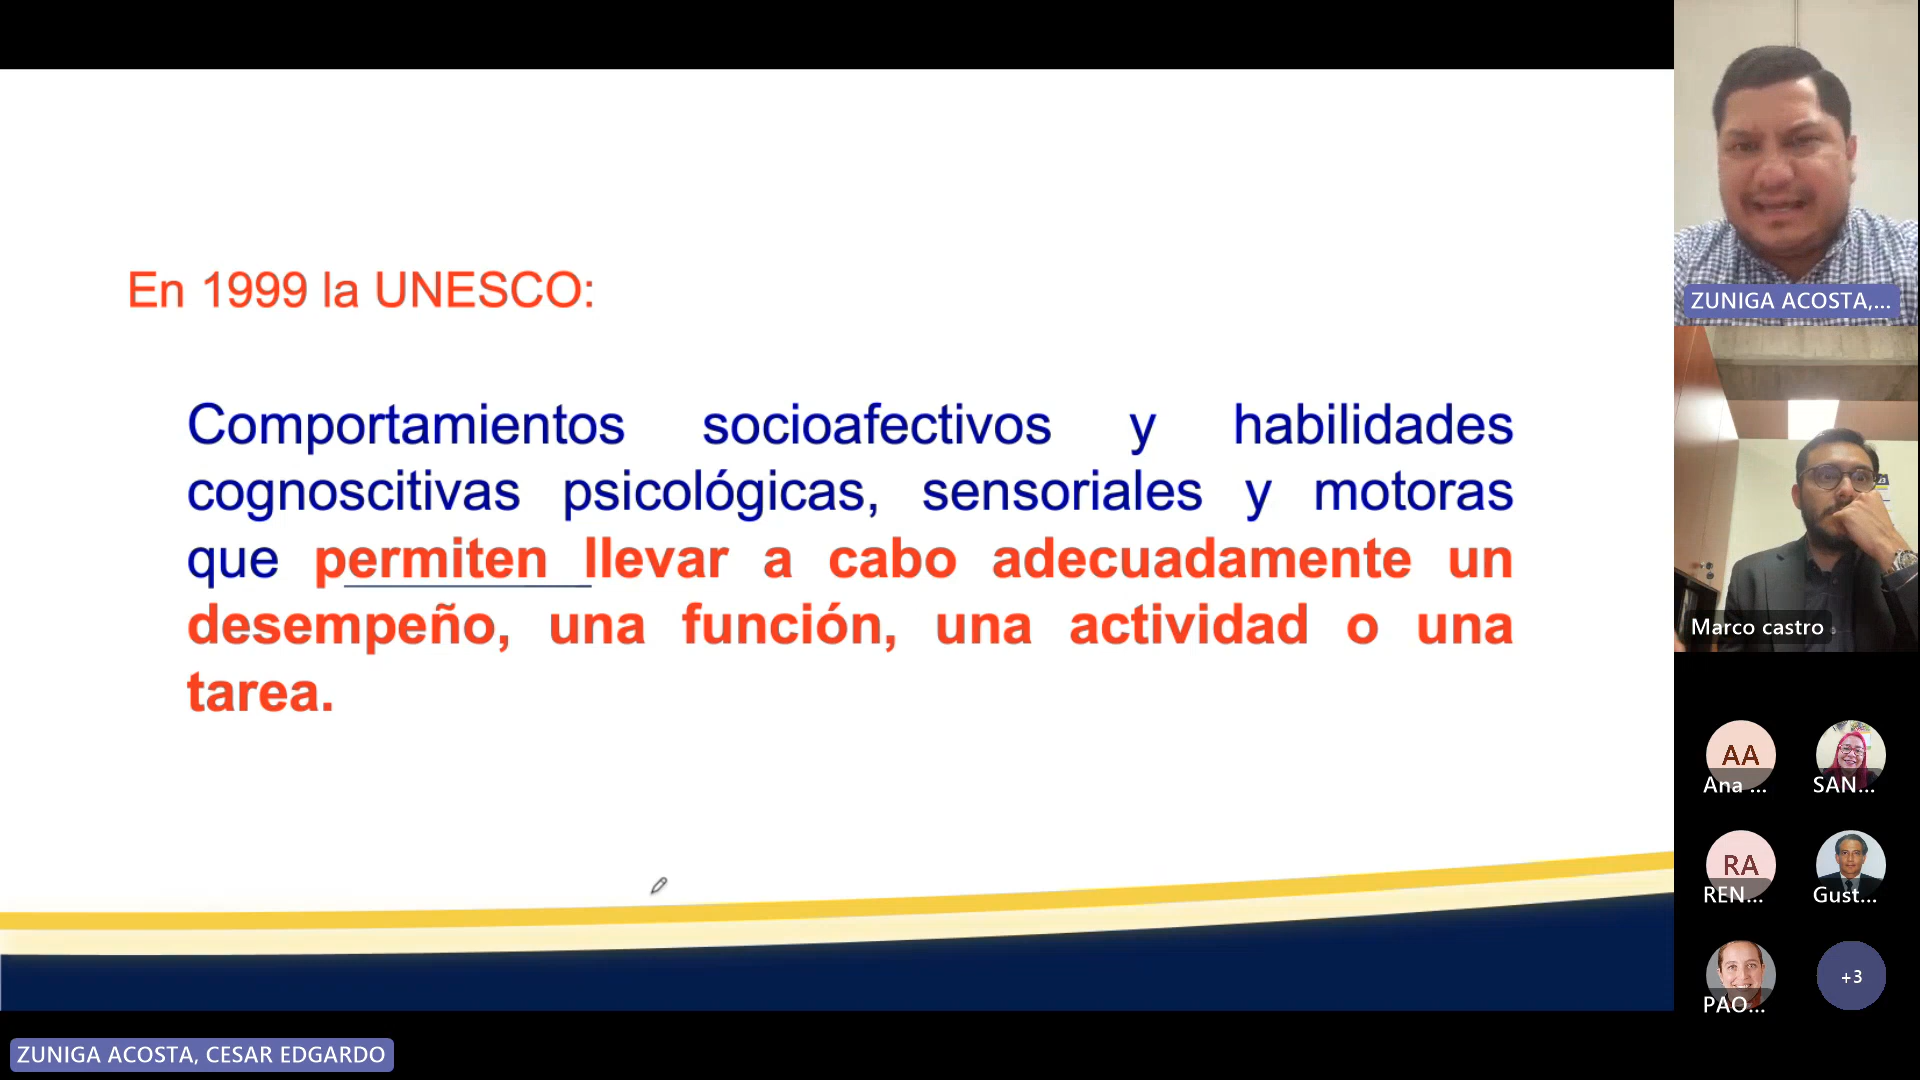 En 1999 la UNESCO:
Comportamientos socioafectivos y habilidades
cognoscitivas psicológicas, sensoriales y motoras
que permiten llevar a cabo adecuadamente un
desempeño, una función, una actividad o una
tarea.
ZUNIGA ACOSTA,...
Marco castro
AA
Ana ...
SAN...
RA
REN...
Gust...
PAO...
+3
ZUNIGA ACOSTA, CESAR EDGARDO